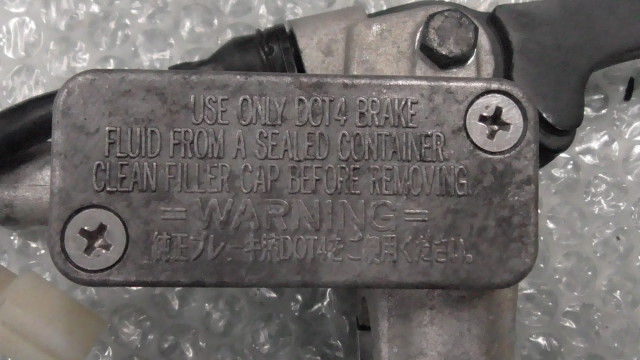 USE ONLY DOT4 BRAKE
FLUID FROM A SEALED CONTAINER.
CLEAN FILLER CAP BEFORE REMOVING.
=WARNING=
純正ブレーキ液DOT4をご使用ください。